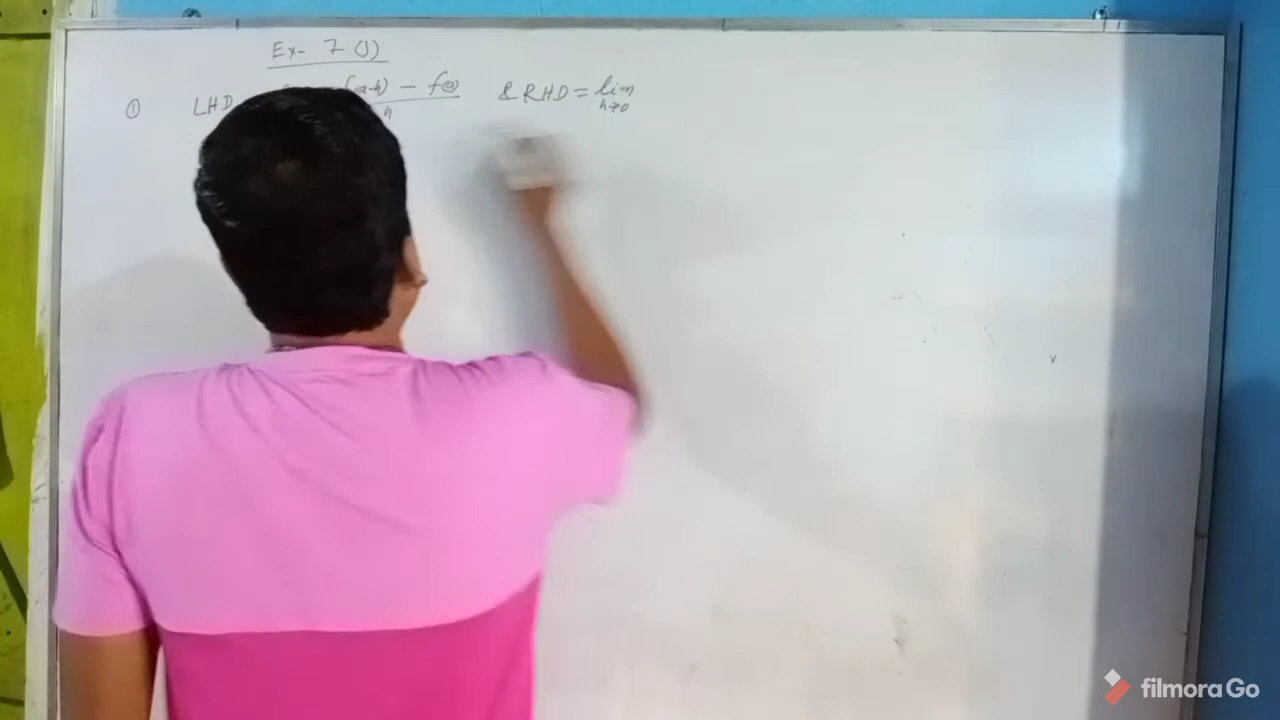 Ex- 7 (J)
① LHD (a-h) - f(a) & RHD = lim
h h→0
filmoraGo